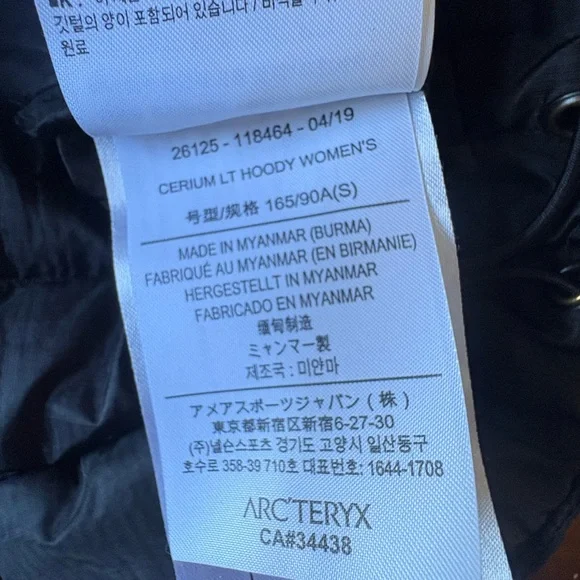 깃털의 양이 포함되어 있습니다 /
원료
26125 - 118464 - 04/19
CERIUM LT HOODY WOMEN'S
号型/规格 165/90A(S)
MADE IN MYANMAR (BURMA)
FABRIQUÉ AU MYANMAR (EN BIRMANIE)
HERGESTELLT IN MYANMAR
FABRICADO EN MYANMAR
缅甸制造
ミャンマー製
제조국 : 미얀마
アメアスポーツジャパン ( 株 )
東京都新宿区新宿6-27-30
(주)넬슨스포츠 경기도 고양시 일산동구
호수로 358-39 710호 대표번호: 1644-1708
ARC'TERYX
CA#34438